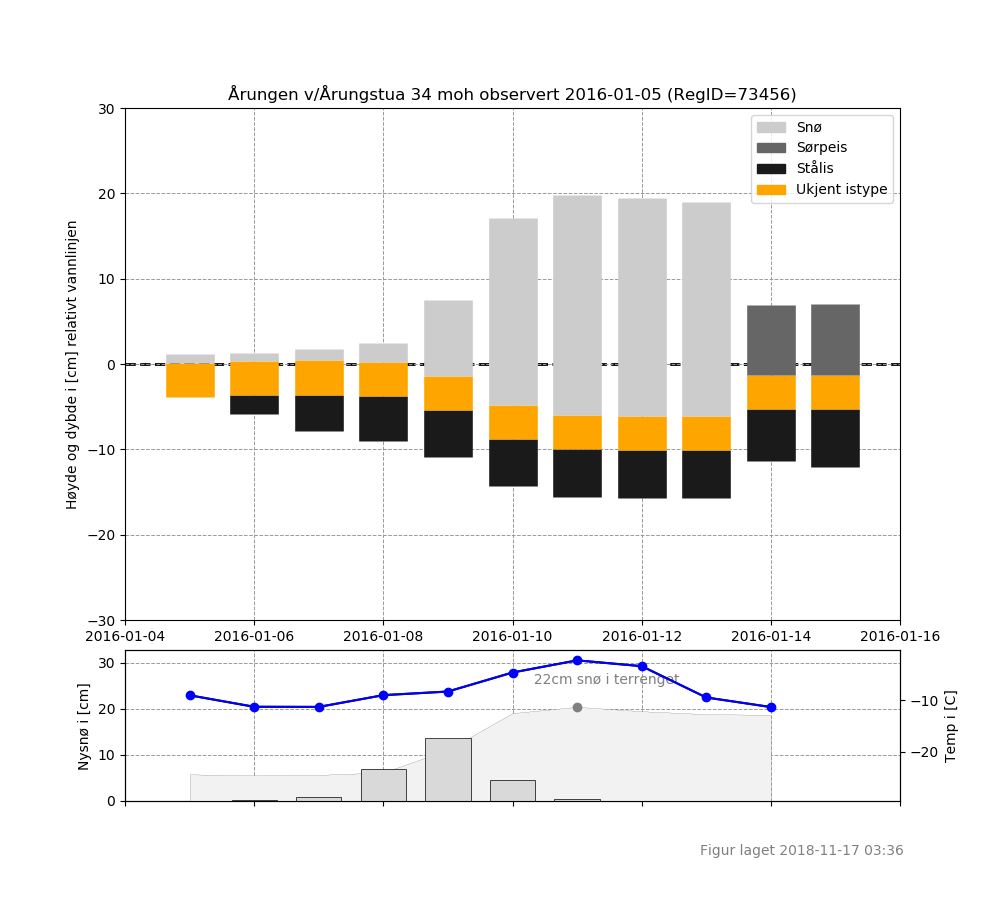 Årungen v/Årungstua 34 moh observert 2016-01-05 (RegID=73456)
Høyde og dybde i [cm] relativt vannlinjen
30
20
10
0
−10
−20
−30
Snø
Sørpeis
Stålis
Ukjent istype
2016-01-04
2016-01-06
2016-01-08
2016-01-10
2016-01-12
2016-01-14
2016-01-16
Nysnø i [cm]
30
20
10
0
22cm snø i terrenget
−10
−20
Temp i [C]
Figur laget 2018-11-17 03:36